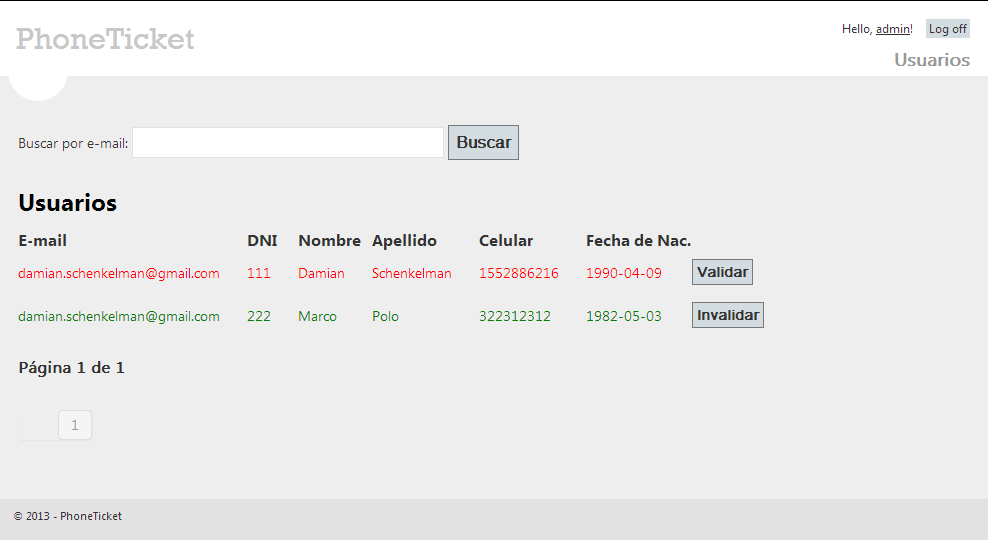 PhoneTicket
Hello, admin! Log off
Usuarios
Buscar por e-mail: Buscar
Usuarios
E-mail DNI Nombre Apellido Celular Fecha de Nac.
damian.schenkelman@gmail.com 111 Damian Schenkelman 1552886216 1990-04-09 Validar
damian.schenkelman@gmail.com 222 Marco Polo 322312312 1982-05-03 Invalidar
Página 1 de 1
1
© 2013 - PhoneTicket